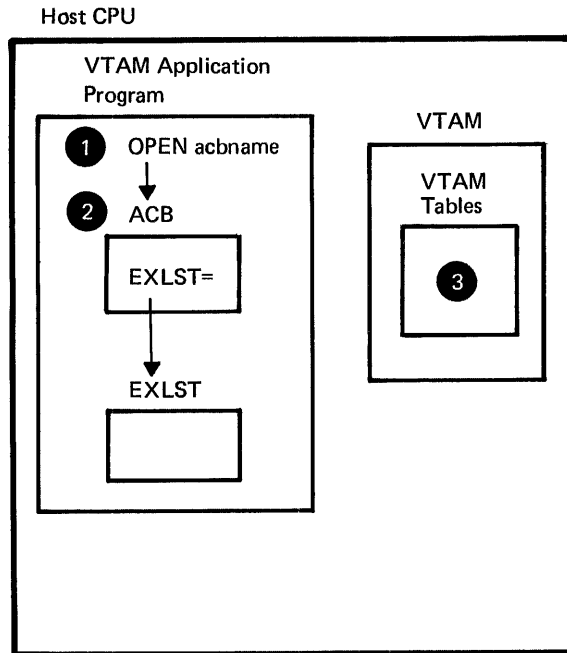 Host CPU
VTAM Application
Program
1 OPEN acbname
2 ACB
EXLST=
EXLST
VTAM
VTAM
Tables
3